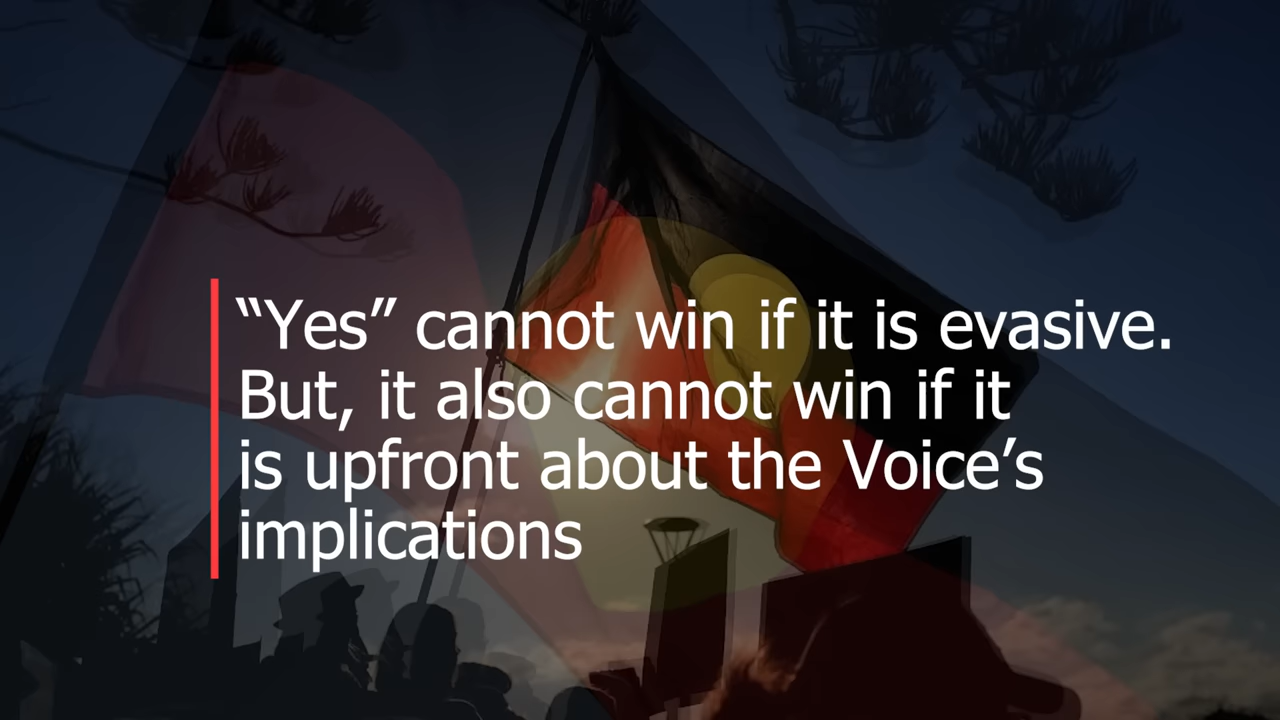 “Yes” cannot win if it is evasive.
But, it also cannot win if it
is upfront about the Voice’s
implications